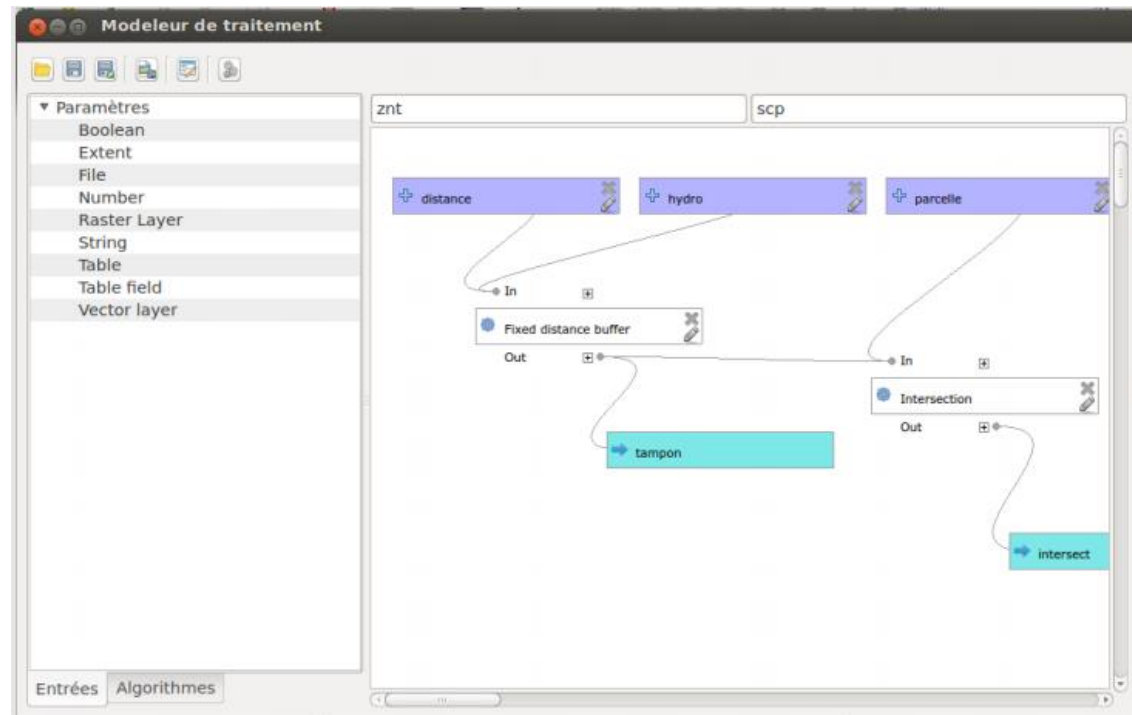 Modeleur de traitement
Paramètres
Boolean
Extent
File
Number
Raster Layer
String
Table
Table field
Vector layer
Entrées
Algorithmes
znt
scp
distance
hydro
parcelle
In
Fixed distance buffer
Out
In
Intersection
Out
tampon
intersect